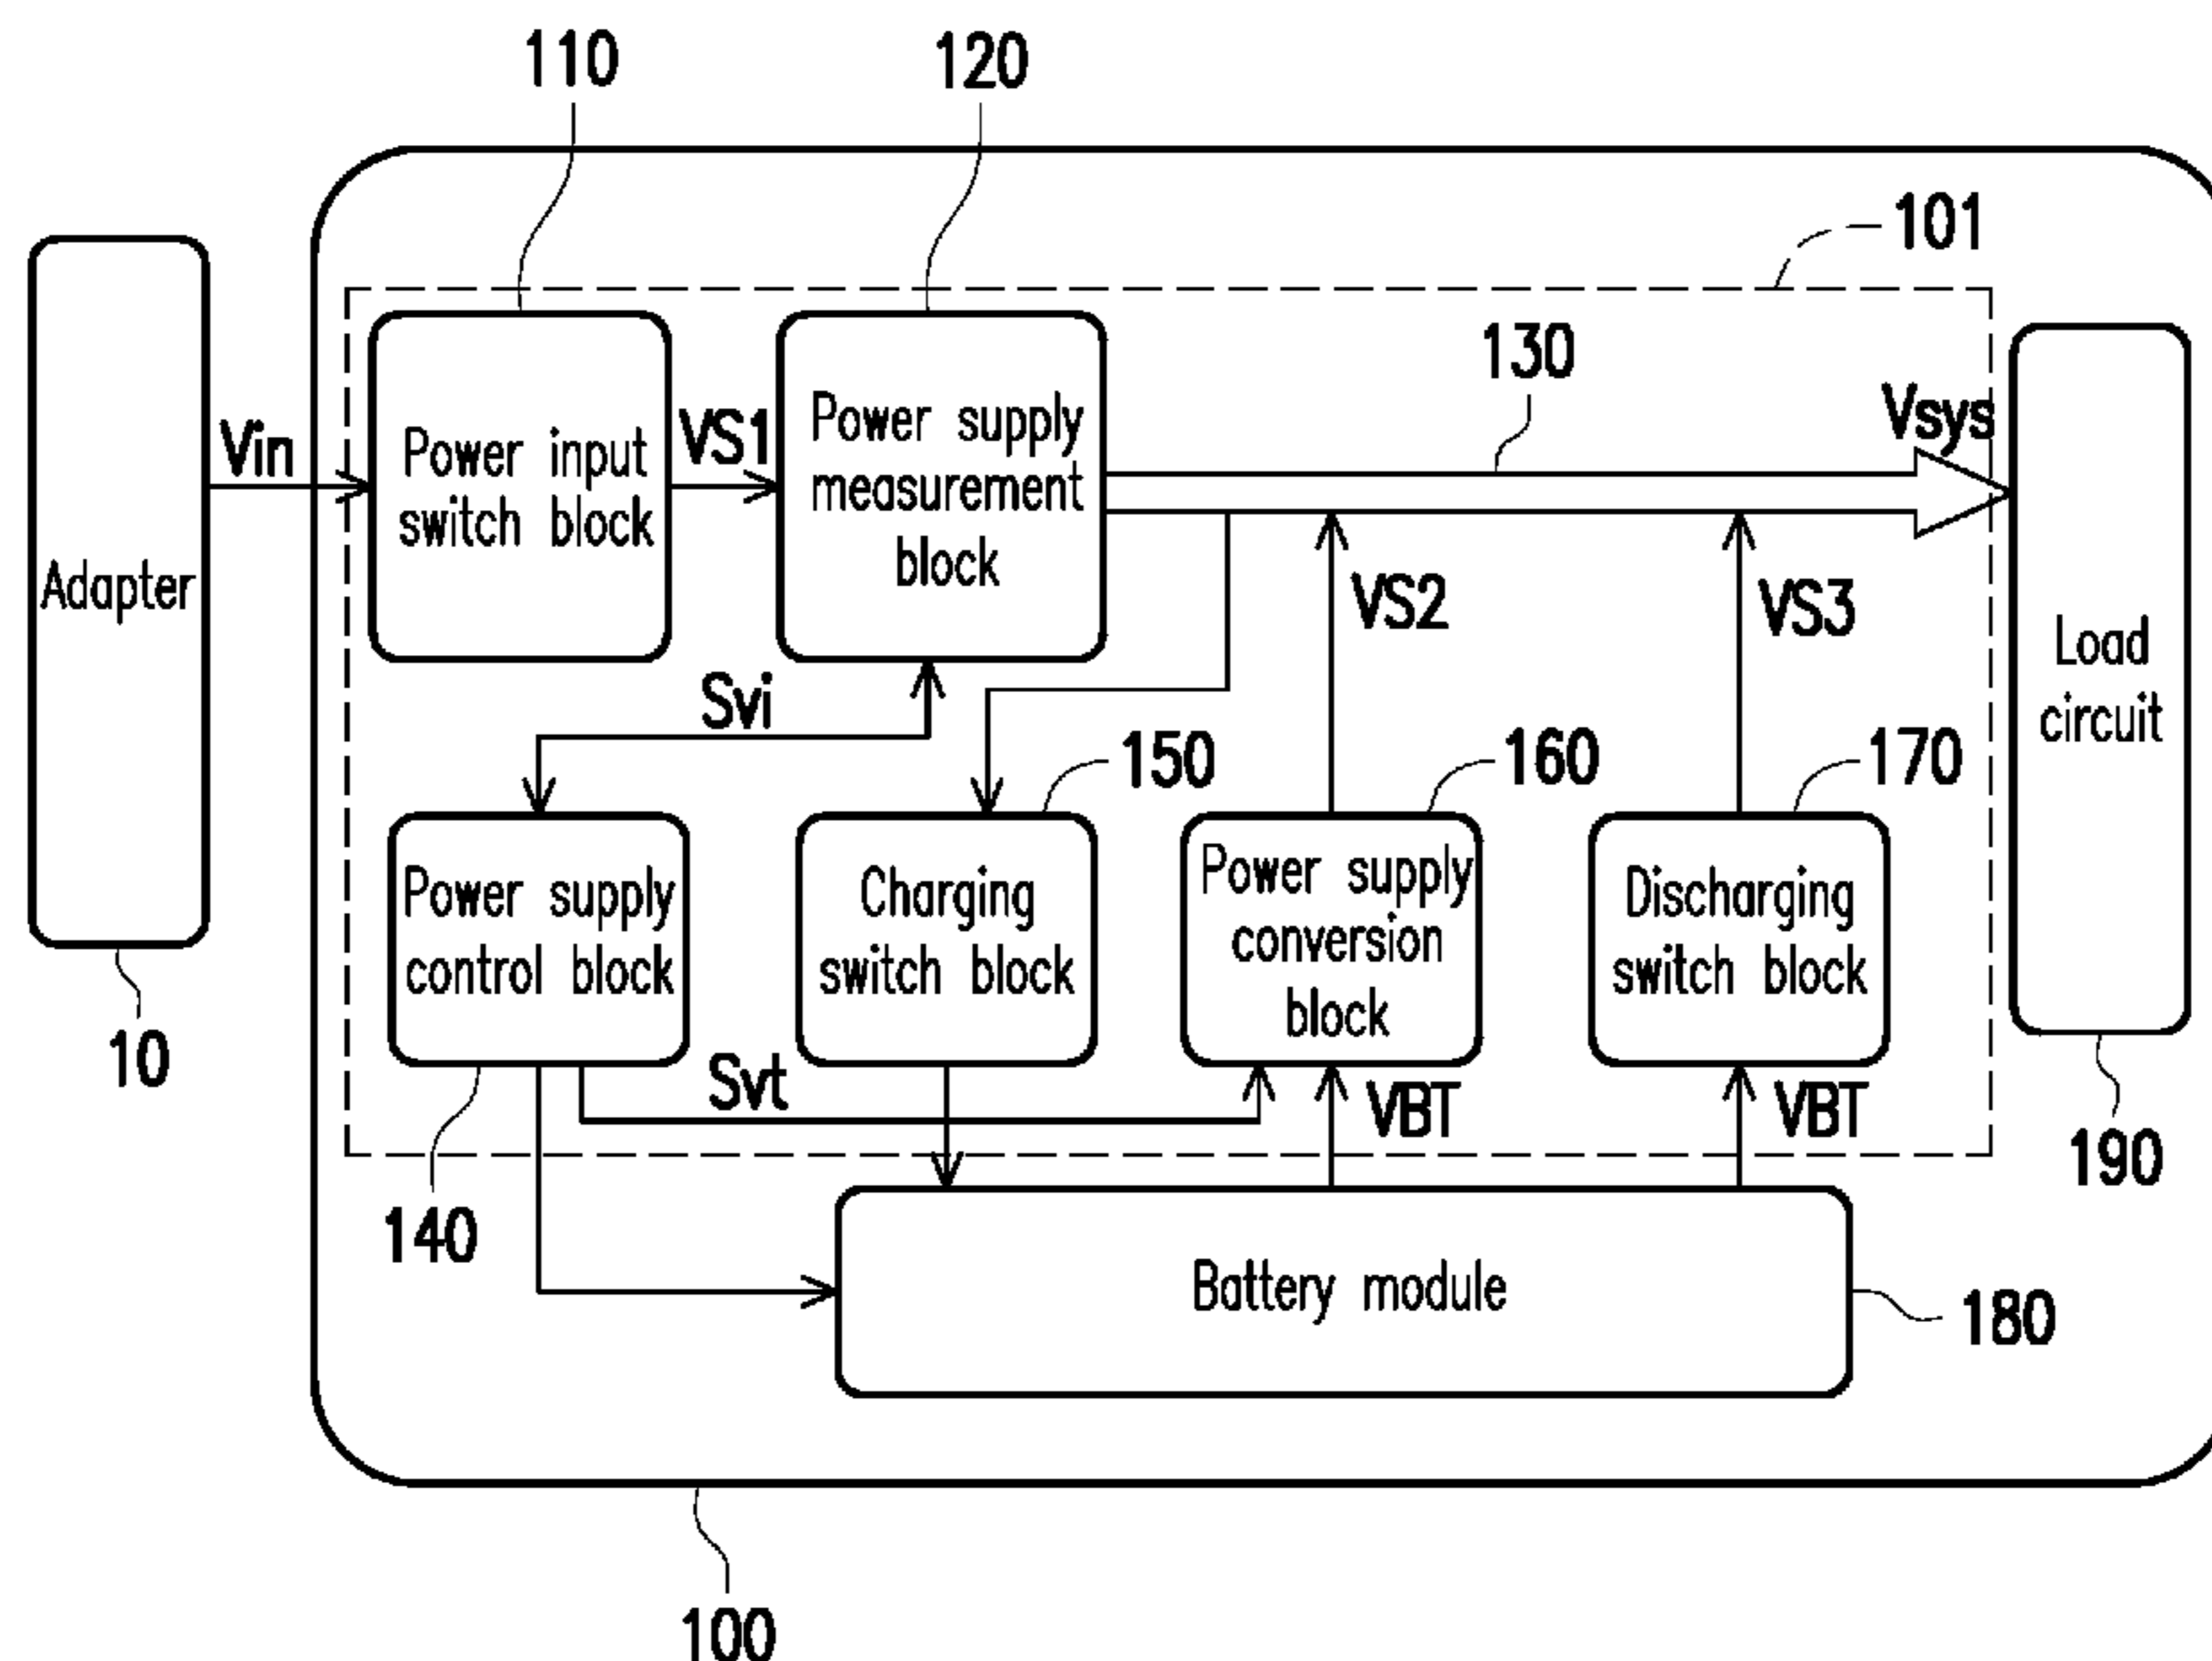 110
120
101
130
Vsys
Vin
Power input
switch block
VS1
Power supply
measurement
block
Adapter
VS2
VS3
Load
circuit
Svi
150
160
170
Power supply
control block
Charging
switch block
Power supply
conversion
block
Discharging
switch block
10
Svt
VBT
VBT
190
140
Battery module
180
100